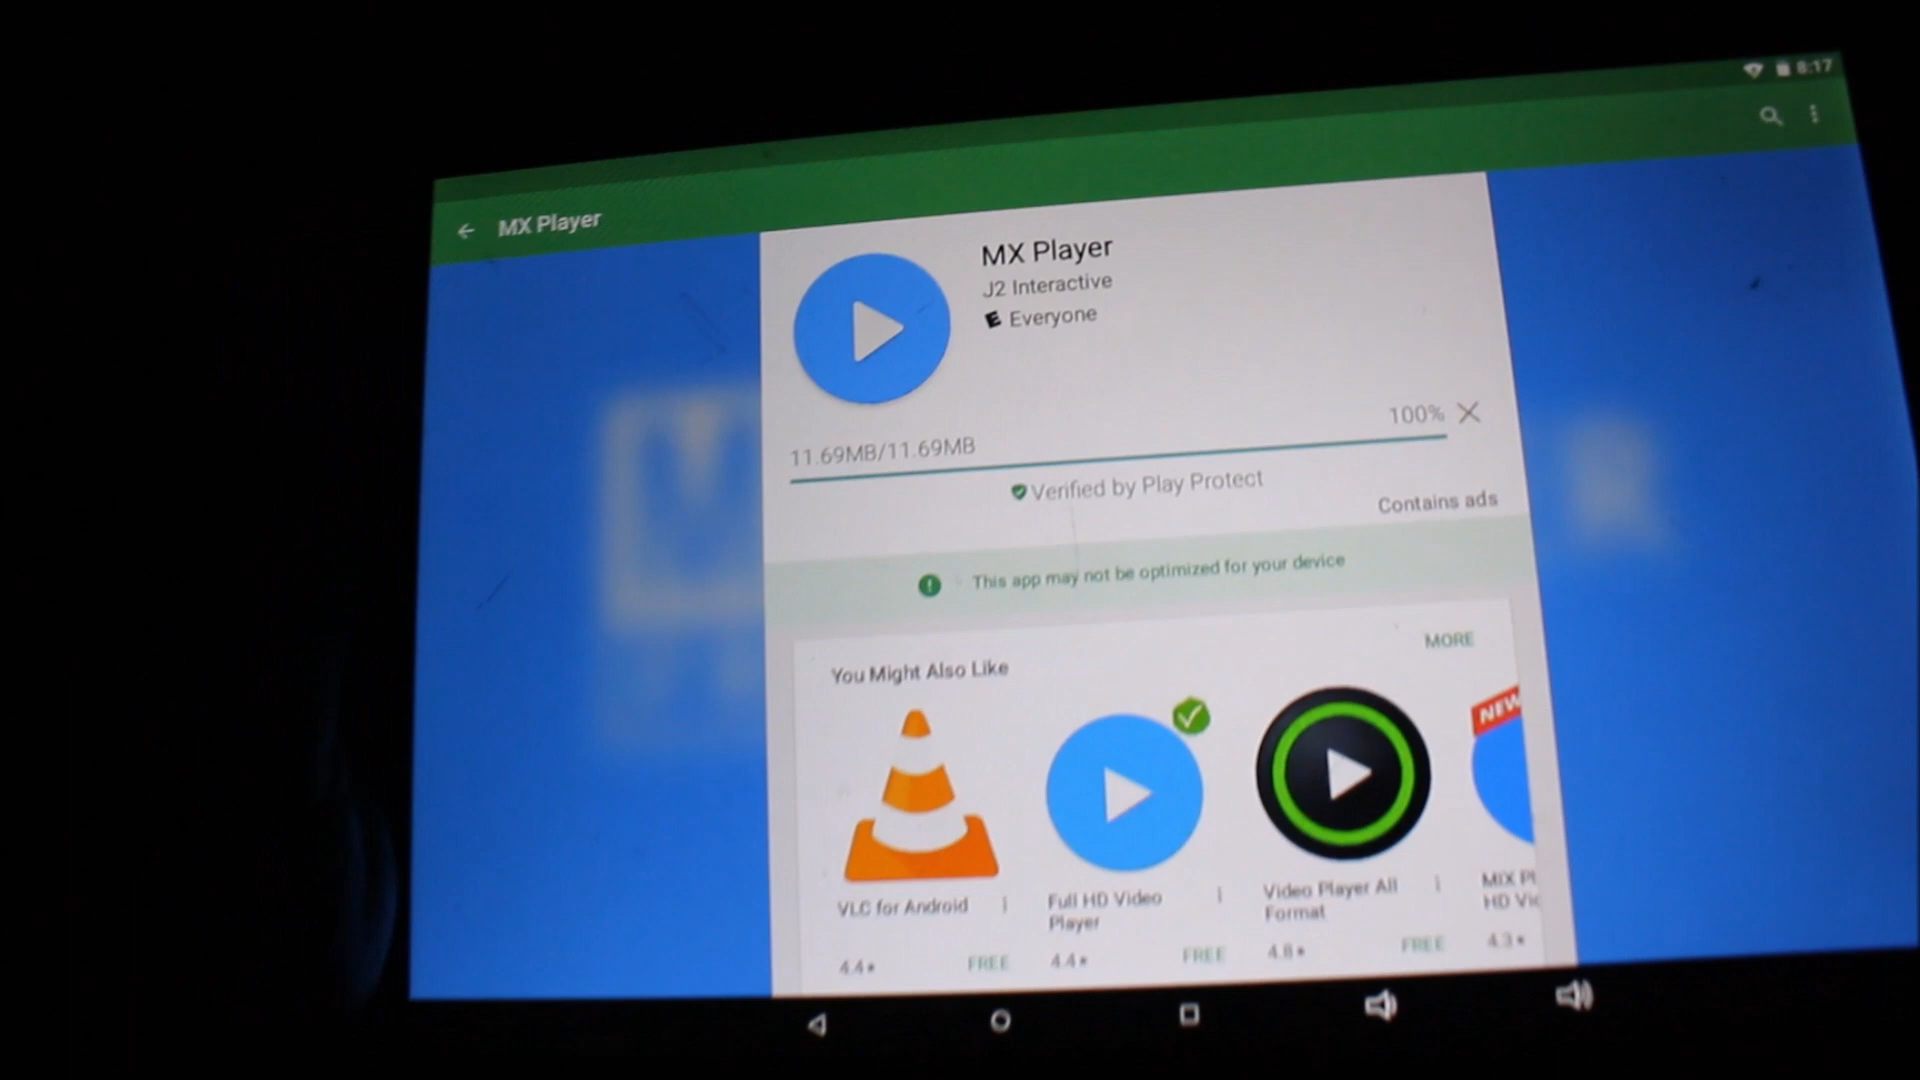 8:17
MX Player
MX Player
J2 Interactive
E Everyone
100%
11.69MB/11.69MB
Verified by Play Protect
Contains ads
This app may not be optimized for your device
You Might Also Like
MORE
NEW
VLC for Android
Full HD Video
Player
Video Player All
Format
HD
4.4
FREE
4.4
FREE
4.8
FREE
4.3